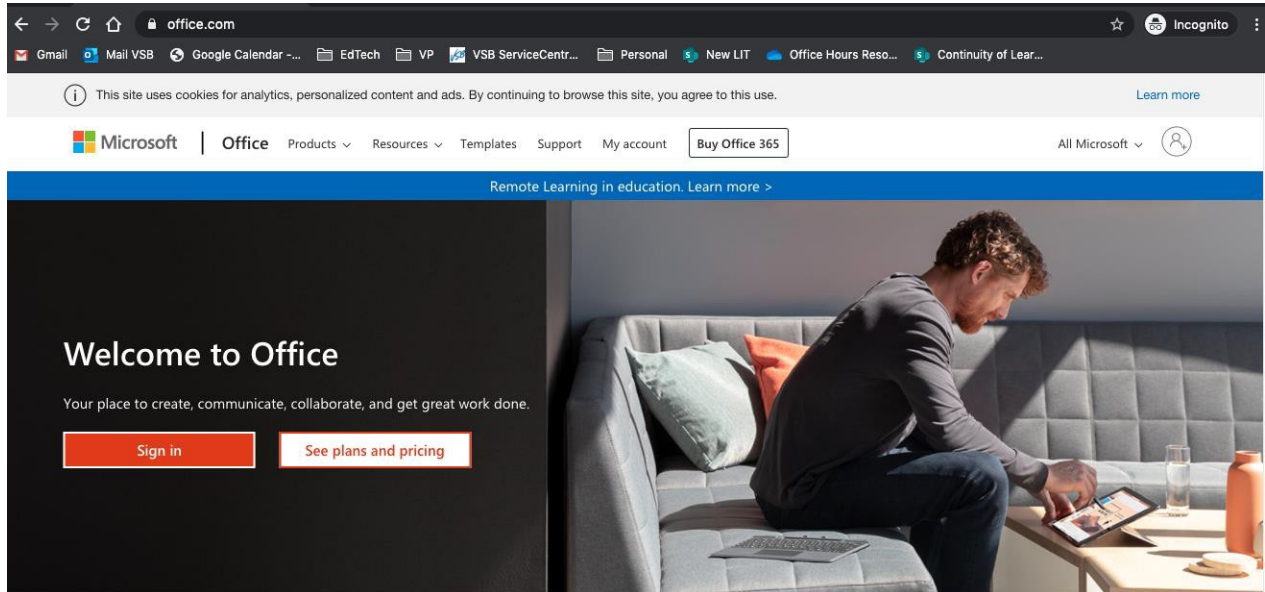 office.com Incognito
Gmail Mail VSB Google Calendar -... EdTech VP VSB ServiceCentr... Personal New LIT Office Hours Reso... Continuity of Lear...
This site uses cookies for analytics, personalized content and ads. By continuing to browse this site, you agree to this use. Learn more
Microsoft Office Products Resources Templates Support My account Buy Office 365 All Microsoft
Remote Learning in education. Learn more >
Welcome to Office
Your place to create, communicate, collaborate, and get great work done.
Sign in See plans and pricing